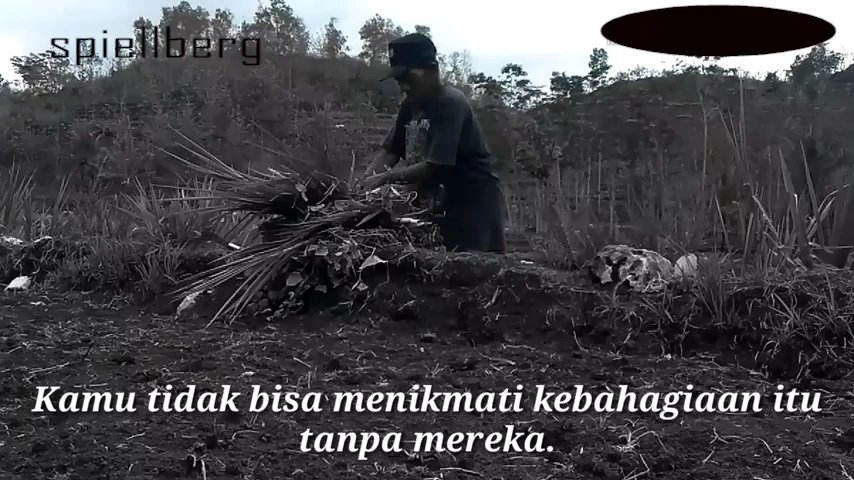 spiellberg
Kamu tidak bisa menikmati kebahagiaan itu
tanpa mereka.